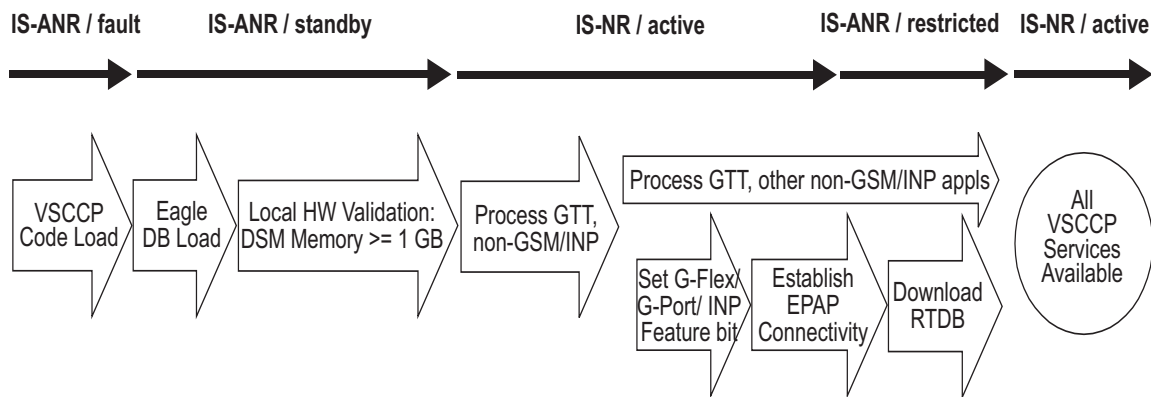 IS-ANR / fault
IS-ANR / standby
IS-NR / active
IS-ANR / restricted
IS-NR / active
VSCCP
Code Load
Eagle
DB Load
Local HW Validation:
DSM Memory >= 1 GB
Process GTT,
non-GSM/INP
Process GTT, other non-GSM/INP appls
Set G-Flex/
G-Port/ INP
Feature bit
Establish
EPAP
Connectivity
Download
RTDB
All
VSCCP
Services
Available